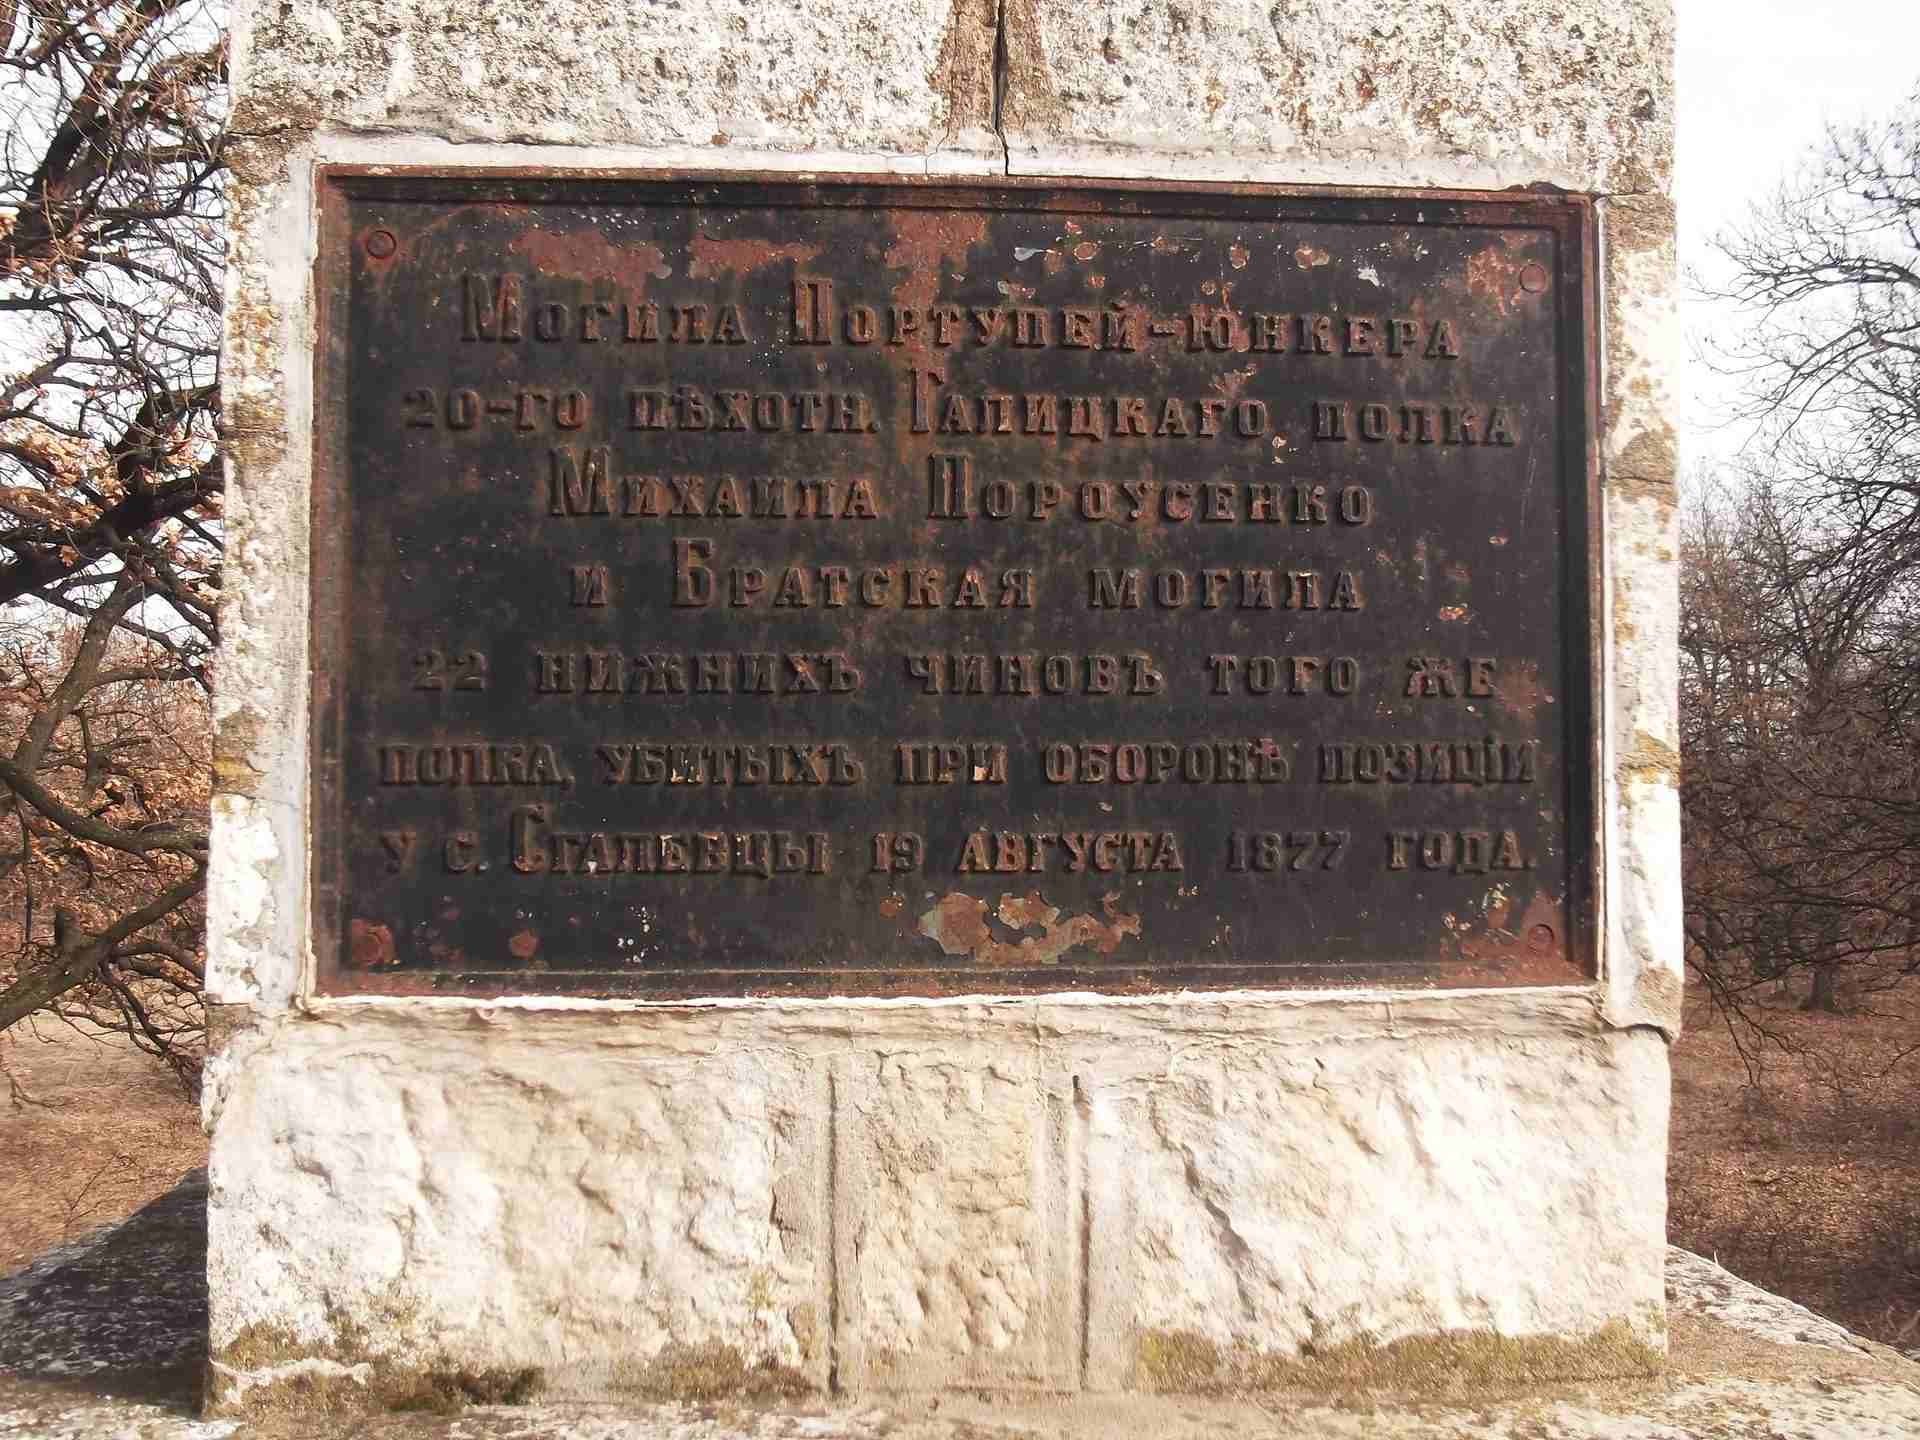 Могила Портупей-юнкера
20-го пѣхотн. Галицкаго полка
Михаила Пороусенко
и Братская могила
22 нижнихъ чиновъ того же
полка, убитыхъ при оборонѣ позиціи
у с. Сгалевцы 19 августа 1877 года.